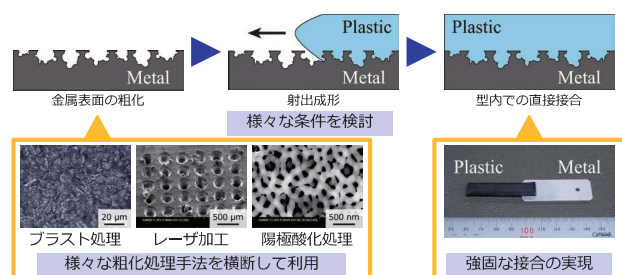 Metal
金属表面の粗化
Plastic
Metal
射出成形
様々な条件を検討
Plastic
Metal
型内での直接接合
20 μm
500 μm
500 nm
ブラスト処理
レーザ加工
陽極酸化処理
様々な粗化処理手法を横断して利用
Plastic
Metal
100
強固な接合の実現